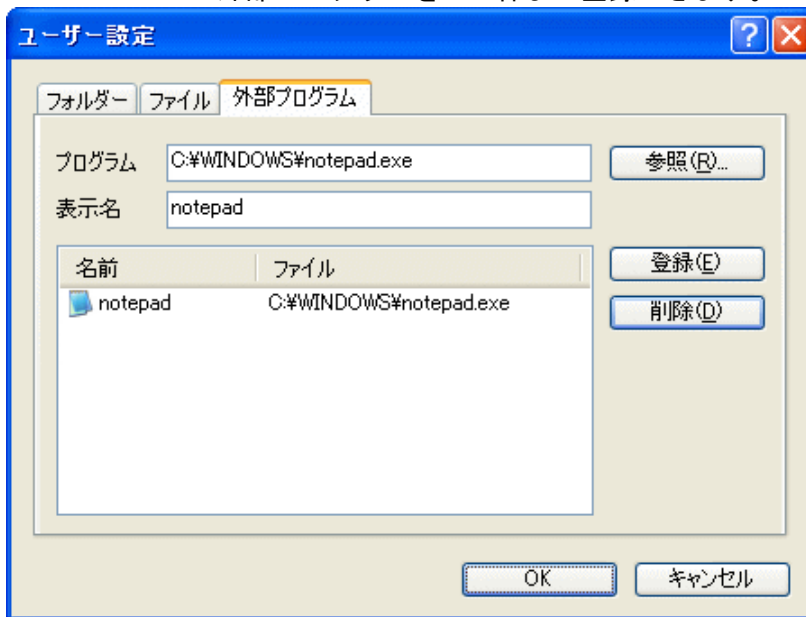 ユーザー設定
フォルダー ファイル 外部プログラム
プログラム C:¥WINDOWS¥notepad.exe 参照(R)...
表示名 notepad
名前 ファイル 登録(E)
notepad C:¥WINDOWS¥notepad.exe 削除(D)
OK キャンセル